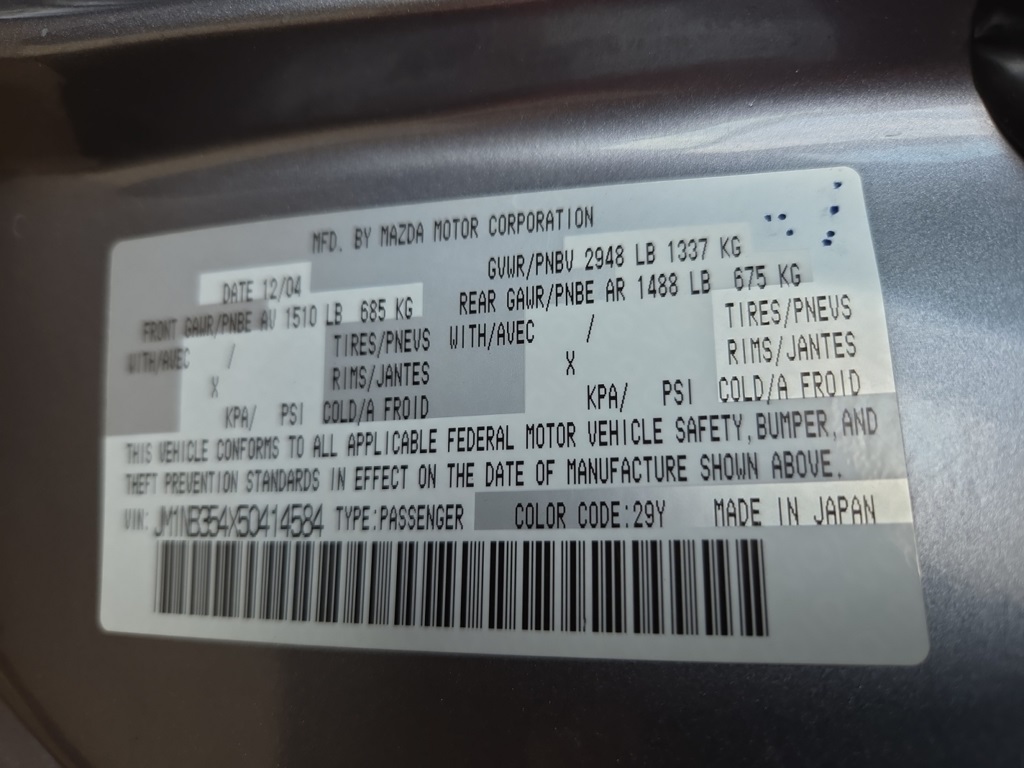 MFD. BY MAZDA MOTOR CORPORATION
DATE 12/04 GVWR/PNBV 2948 LB 1337 KG
FRONT GAWR/PNBE AV 1510 LB 685 KG REAR GAWR/PNBE AR 1488 LB 675 KG
WITH/AVEC / TIRES/PNEUS WITH/AVEC / TIRES/PNEUS
X RIMS/JANTES X RIMS/JANTES
KPA/ PSI COLD/A FROID KPA/ PSI COLD/A FROID
THIS VEHICLE CONFORMS TO ALL APPLICABLE FEDERAL MOTOR VEHICLE SAFETY, BUMPER, AND
THEFT PREVENTION STANDARDS IN EFFECT ON THE DATE OF MANUFACTURE SHOWN ABOVE.
VIN: JM1NB354X50414584 TYPE:PASSENGER COLOR CODE:29Y MADE IN JAPAN